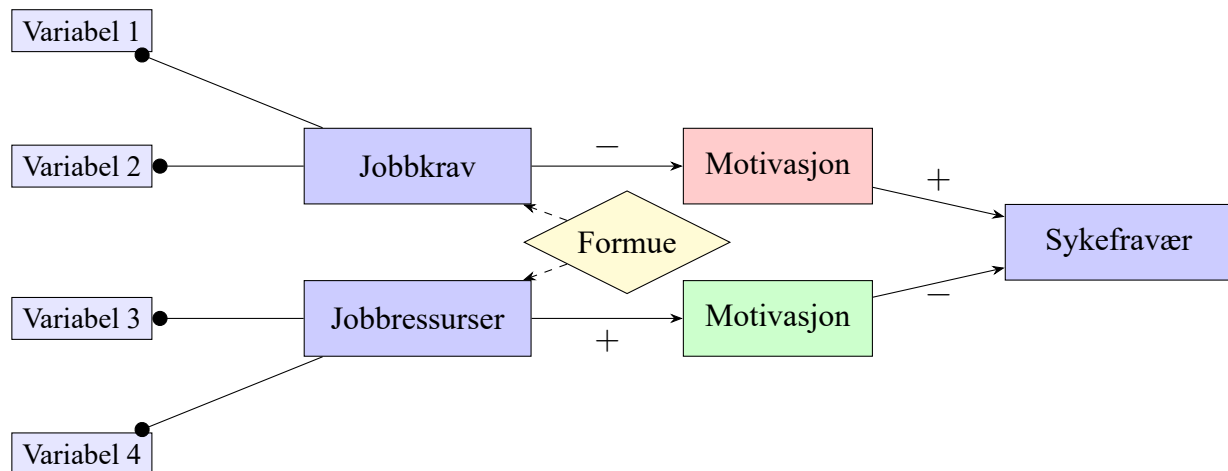 Variabel 1
Variabel 2
Jobbkrav
−
Motivasjon
+
Formue
Sykefravær
Variabel 3
Jobbressurser
+
Motivasjon
−
Variabel 4